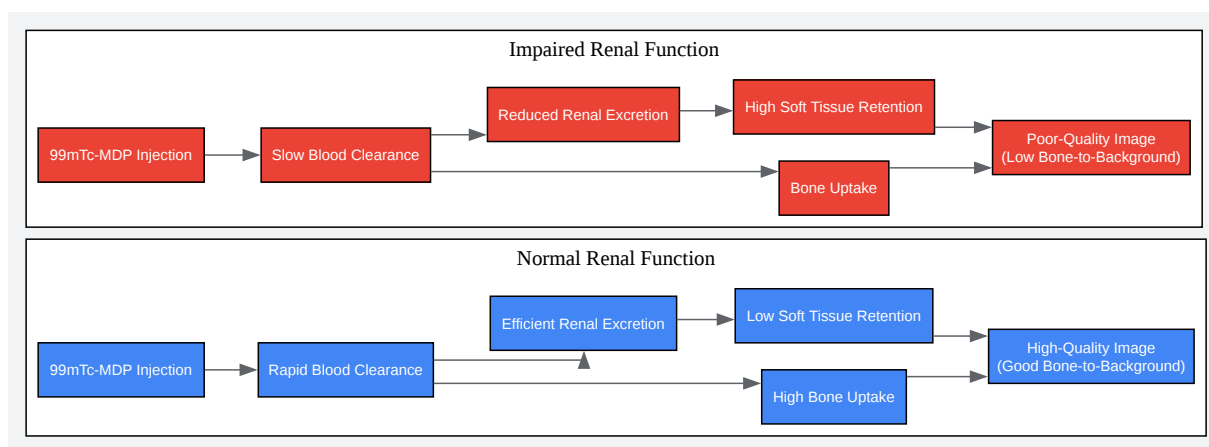 Impaired Renal Function
99mTc-MDP Injection
Slow Blood Clearance
Reduced Renal Excretion
High Soft Tissue Retention
Bone Uptake
Poor-Quality Image
(Low Bone-to-Background)
Normal Renal Function
99mTc-MDP Injection
Rapid Blood Clearance
Efficient Renal Excretion
Low Soft Tissue Retention
High Bone Uptake
High-Quality Image
(Good Bone-to-Background)